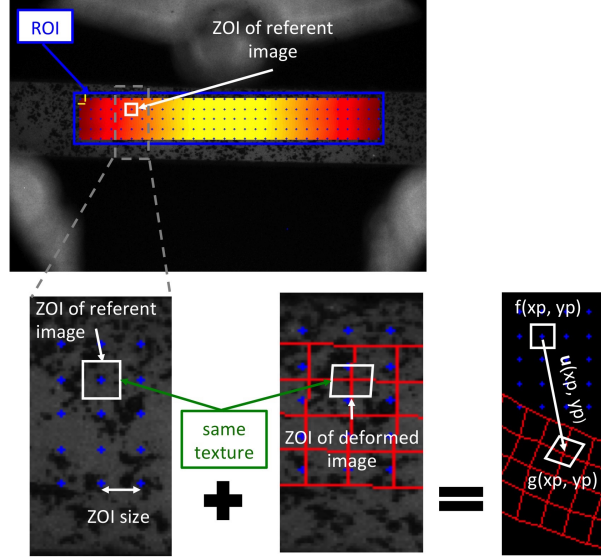 ROI
ZOI of referent
image
ZOI of referent
image
ZOI size
same
texture
ZOI of deformed
image
f(xp, yp)
u(xp, yp)
g(xp, yp)